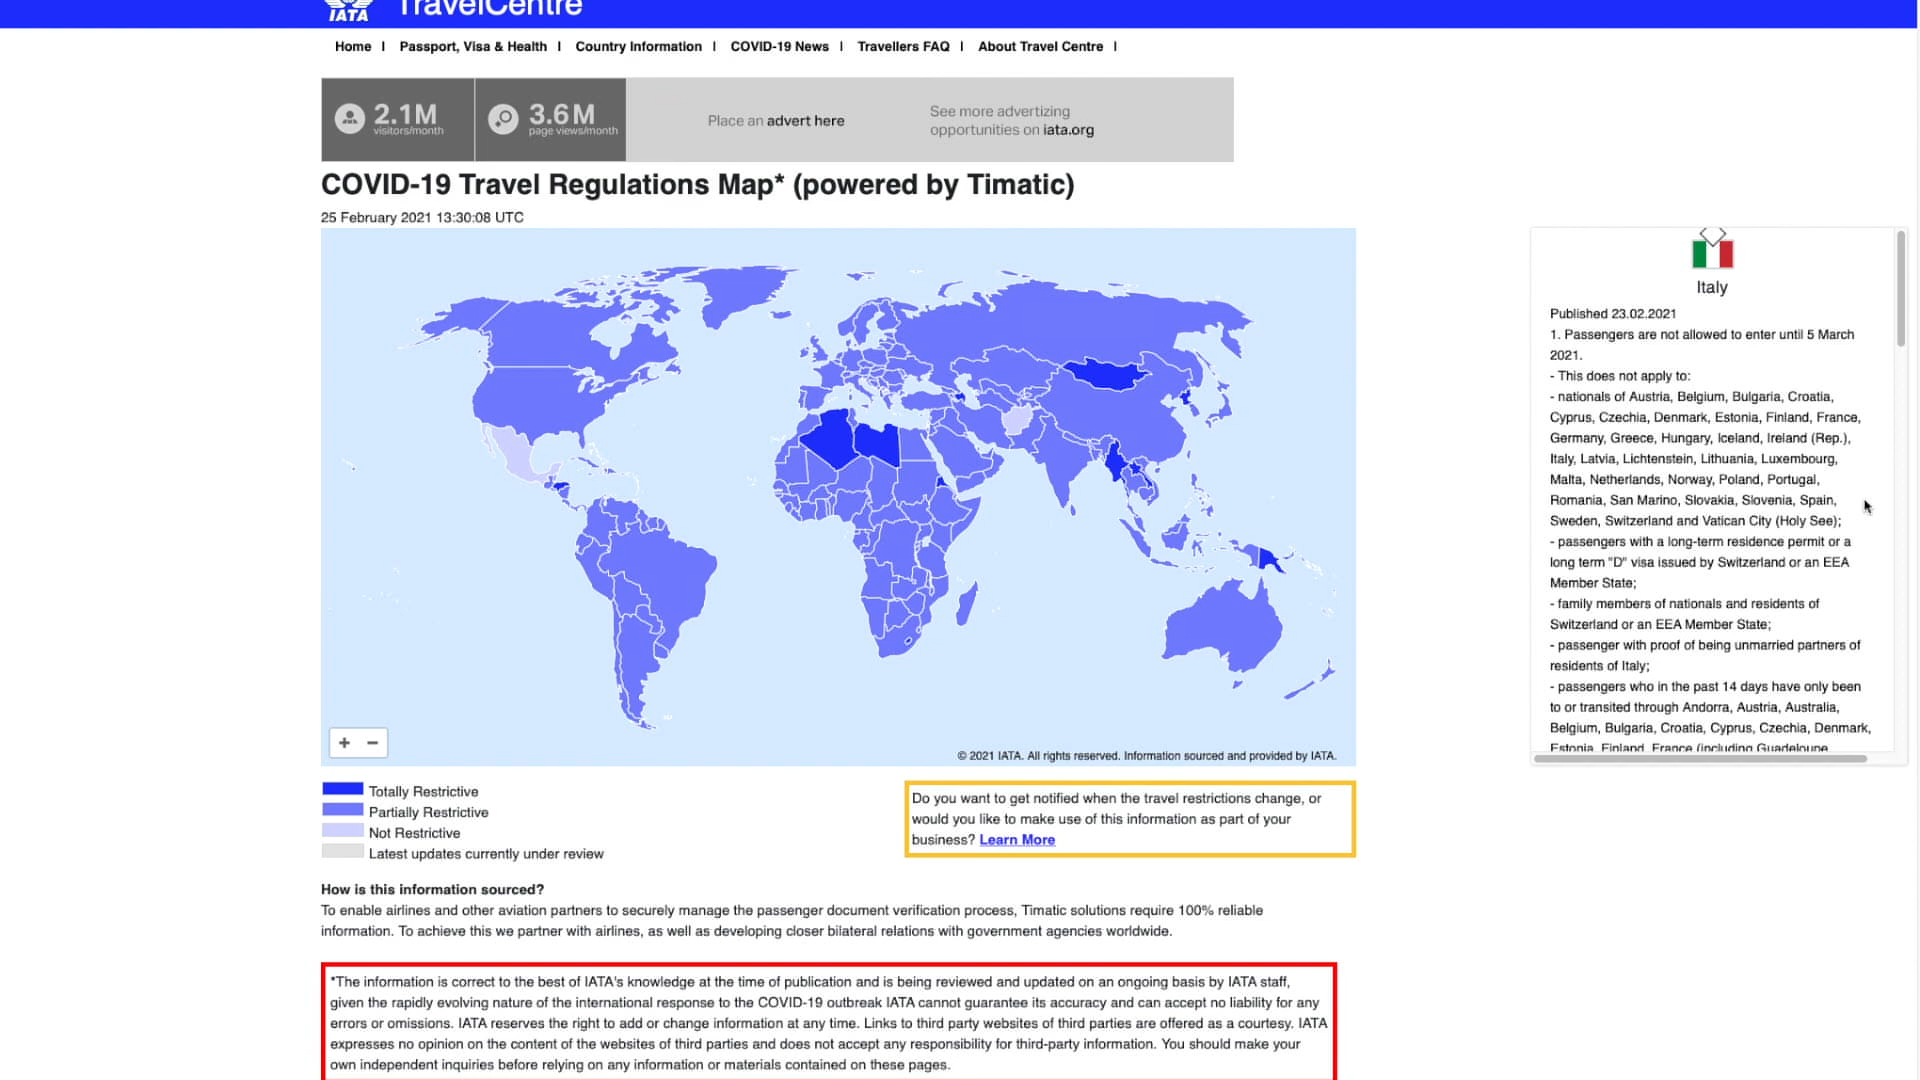 IATA TravelCentre
Home | Passport, Visa & Health | Country Information | COVID-19 News | Travellers FAQ | About Travel Centre |
2.1M
visitors/month
3.6M
page views/month
Place an advert here
See more advertizing
opportunities on iata.org
COVID-19 Travel Regulations Map* (powered by Timatic)
25 February 2021 13:30:08 UTC
+ −
© 2021 IATA. All rights reserved. Information sourced and provided by IATA.
Italy
Published 23.02.2021
1. Passengers are not allowed to enter until 5 March
2021.
- This does not apply to:
- nationals of Austria, Belgium, Bulgaria, Croatia,
Cyprus, Czechia, Denmark, Estonia, Finland, France,
Germany, Greece, Hungary, Iceland, Ireland (Rep.),
Italy, Latvia, Lichtenstein, Lithuania, Luxembourg,
Malta, Netherlands, Norway, Poland, Portugal,
Romania, San Marino, Slovakia, Slovenia, Spain,
Sweden, Switzerland and Vatican City (Holy See);
- passengers with a long-term residence permit or a
long term "D" visa issued by Switzerland or an EEA
Member State;
- family members of nationals and residents of
Switzerland or an EEA Member State;
- passenger with proof of being unmarried partners of
residents of Italy;
- passengers who in the past 14 days have only been
to or transited through Andorra, Austria, Australia,
Belgium, Bulgaria, Croatia, Cyprus, Czechia, Denmark,
Estonia, Finland, France (including Guadeloupe,
Totally Restrictive
Partially Restrictive
Not Restrictive
Latest updates currently under review
Do you want to get notified when the travel restrictions change, or
would you like to make use of this information as part of your
business? Learn More
How is this information sourced?
To enable airlines and other aviation partners to securely manage the passenger document verification process, Timatic solutions require 100% reliable
information. To achieve this we partner with airlines, as well as developing closer bilateral relations with government agencies worldwide.
*The information is correct to the best of IATA's knowledge at the time of publication and is being reviewed and updated on an ongoing basis by IATA staff,
given the rapidly evolving nature of the international response to the COVID-19 outbreak IATA cannot guarantee its accuracy and can accept no liability for any
errors or omissions. IATA reserves the right to add or change information at any time. Links to third party websites of third parties are offered as a courtesy. IATA
expresses no opinion on the content of the websites of third parties and does not accept any responsibility for third-party information. You should make your
own independent inquiries before relying on any information or materials contained on these pages.